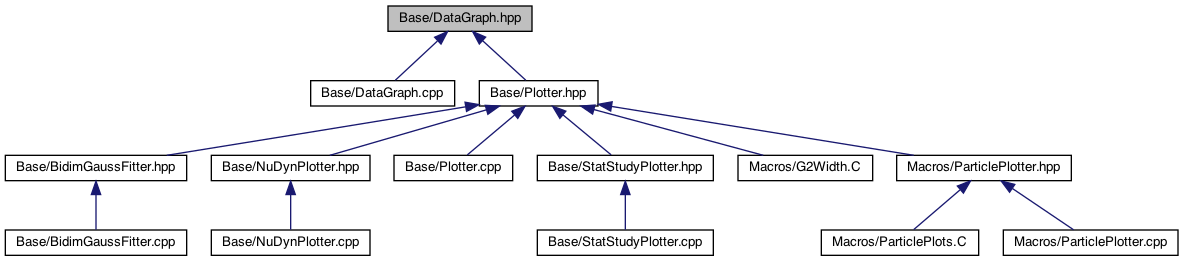 Base/DataGraph.hpp
Base/DataGraph.cpp
Base/Plotter.hpp
Base/BidimGaussFitter.hpp
Base/NuDynPlotter.hpp
Base/Plotter.cpp
Base/StatStudyPlotter.hpp
Macros/G2Width.C
Macros/ParticlePlotter.hpp
Base/BidimGaussFitter.cpp
Base/NuDynPlotter.cpp
Base/StatStudyPlotter.cpp
Macros/ParticlePlots.C
Macros/ParticlePlotter.cpp